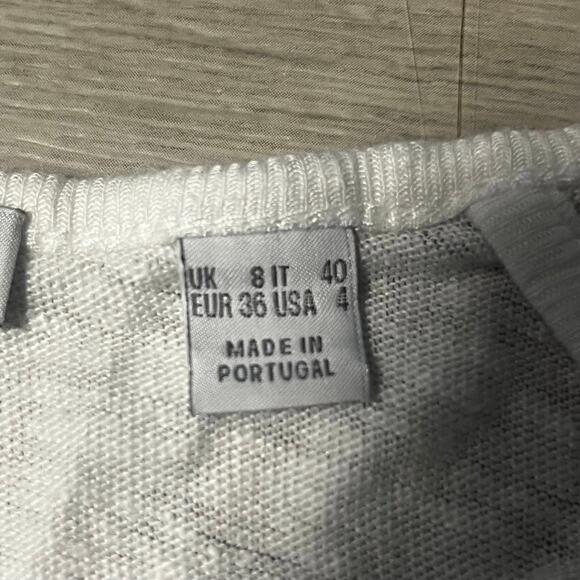 UK 8 IT 40
EUR 36 USA 4
MADE IN
PORTUGAL